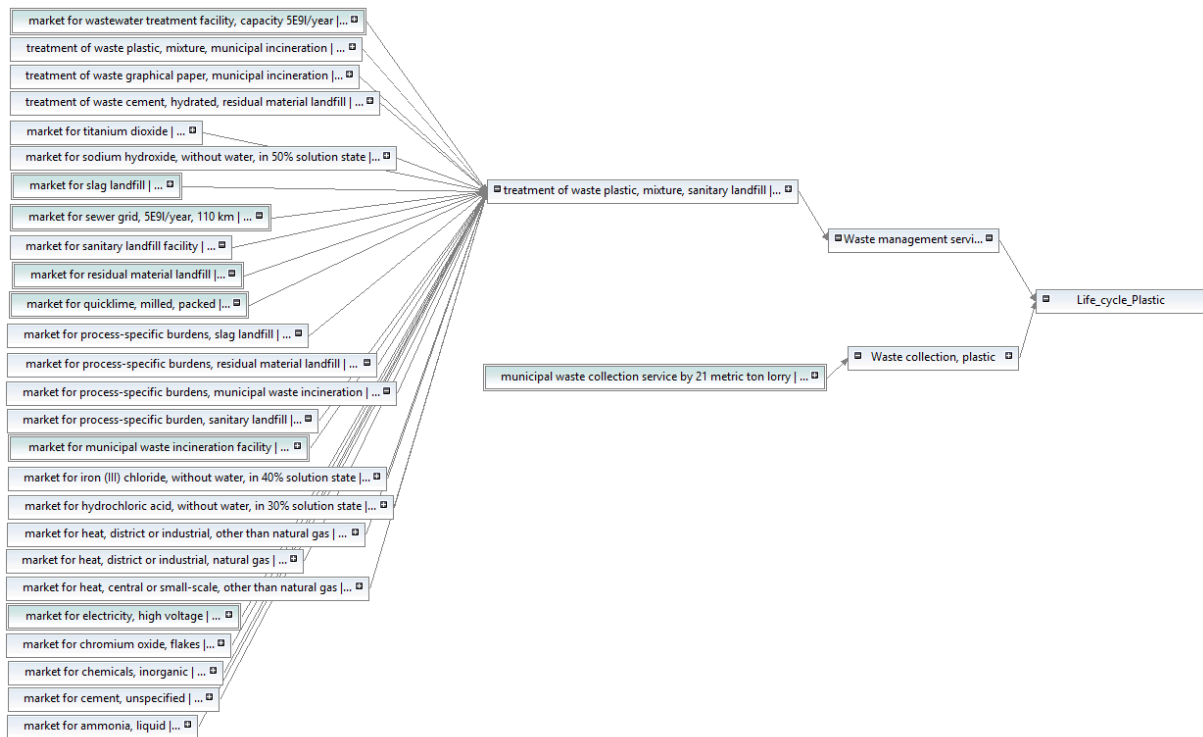 market for wastewater treatment facility, capacity 5E9l/year |...
treatment of waste plastic, mixture, municipal incineration | ...
treatment of waste graphical paper, municipal incineration |...
treatment of waste cement, hydrated, residual material landfill | ...
market for titanium dioxide | ...
market for sodium hydroxide, without water, in 50% solution state |...
market for slag landfill | ...
market for sewer grid, 5E9l/year, 110 km | ...
market for sanitary landfill facility | ...
market for residual material landfill |...
market for quicklime, milled, packed | ...
market for process-specific burdens, slag landfill | ...
market for process-specific burdens, residual material landfill | ...
market for process-specific burdens, municipal waste incineration | ...
market for process-specific burden, sanitary landfill |...
market for municipal waste incineration facility | ...
market for iron (III) chloride, without water, in 40% solution state | ...
market for hydrochloric acid, without water, in 30% solution state |...
market for heat, district or industrial, other than natural gas | ...
market for heat, district or industrial, natural gas | ...
market for heat, central or small-scale, other than natural gas |...
market for electricity, high voltage | ...
market for chromium oxide, flakes |...
market for chemicals, inorganic | ...
market for cement, unspecified | ...
market for ammonia, liquid |...
treatment of waste plastic, mixture, sanitary landfill |...
municipal waste collection service by 21 metric ton lorry | ...
Waste management servi...
Waste collection, plastic
Life_cycle_Plastic